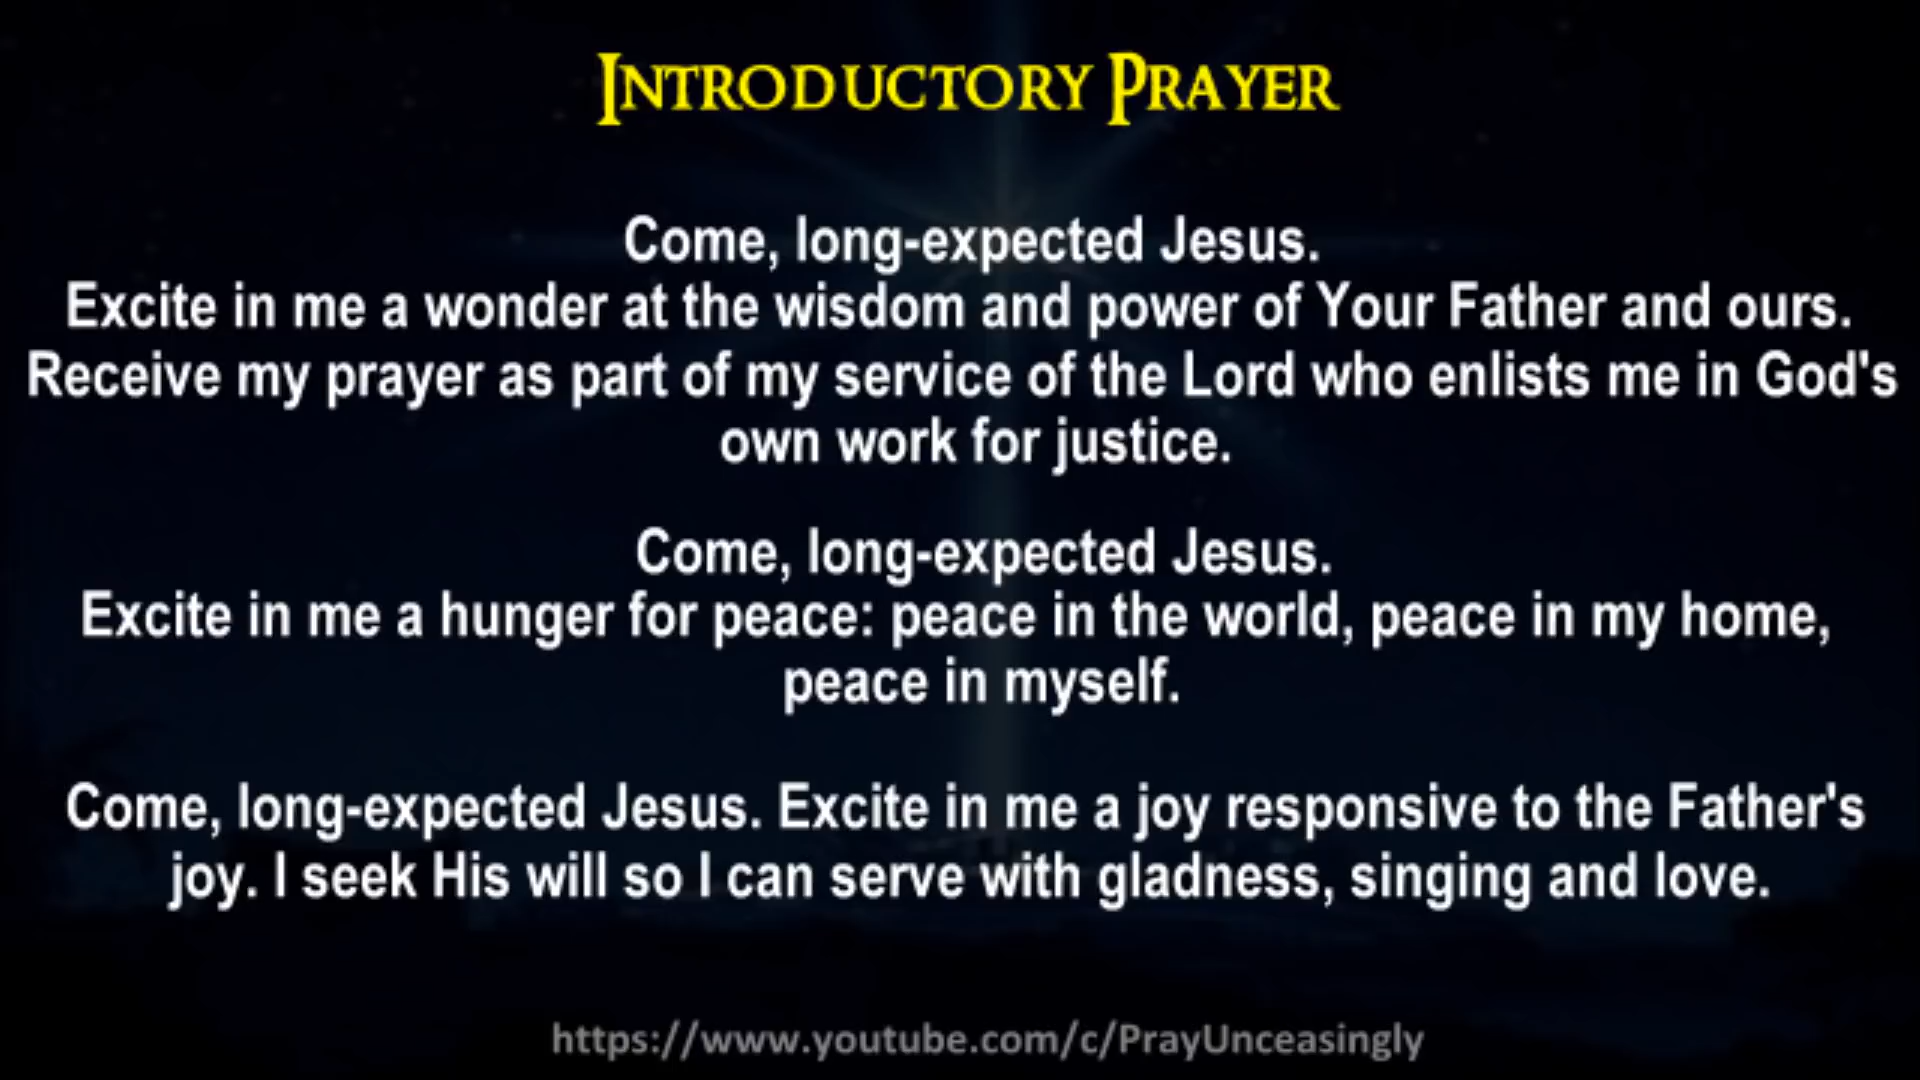 Introductory Prayer
Come, long-expected Jesus.
Excite in me a wonder at the wisdom and power of Your Father and ours.
Receive my prayer as part of my service of the Lord who enlists me in God's
own work for justice.
Come, long-expected Jesus.
Excite in me a hunger for peace: peace in the world, peace in my home,
peace in myself.
Come, long-expected Jesus. Excite in me a joy responsive to the Father's
joy. I seek His will so I can serve with gladness, singing and love.
https://www.youtube.com/c/PrayUnceasingly